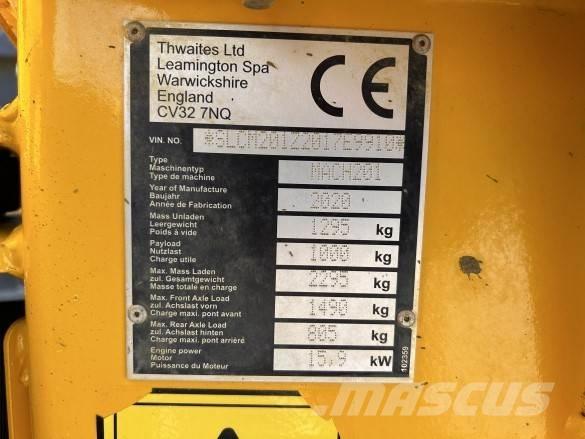 Thwaites Ltd
Leamington Spa
Warwickshire
England
CV32 7NQ
CE
VIN. NO. *SLCM20122017E9910*
Type
Maschinentyp
Type de machine
MACH201
Year of Manufacture
Baujahr
Année de Fabrication
2020
Mass Unladen
Leergewicht
Poids à vide
1295 kg
Payload
Nutzlast
Charge utile
1000 kg
Max. Mass Laden
zul. Gesamtgewicht
Masse totale en charge
2295 kg
Max. Front Axle Load
zul. Achslast vorn
Charge maxi. pont avant
1490 kg
Max. Rear Axle Load
zul. Achslast hinten
Charge maxi. pont arrière
805 kg
Engine power
Motor
Puissance du Moteur
15,9 kW
102359
MASCUS